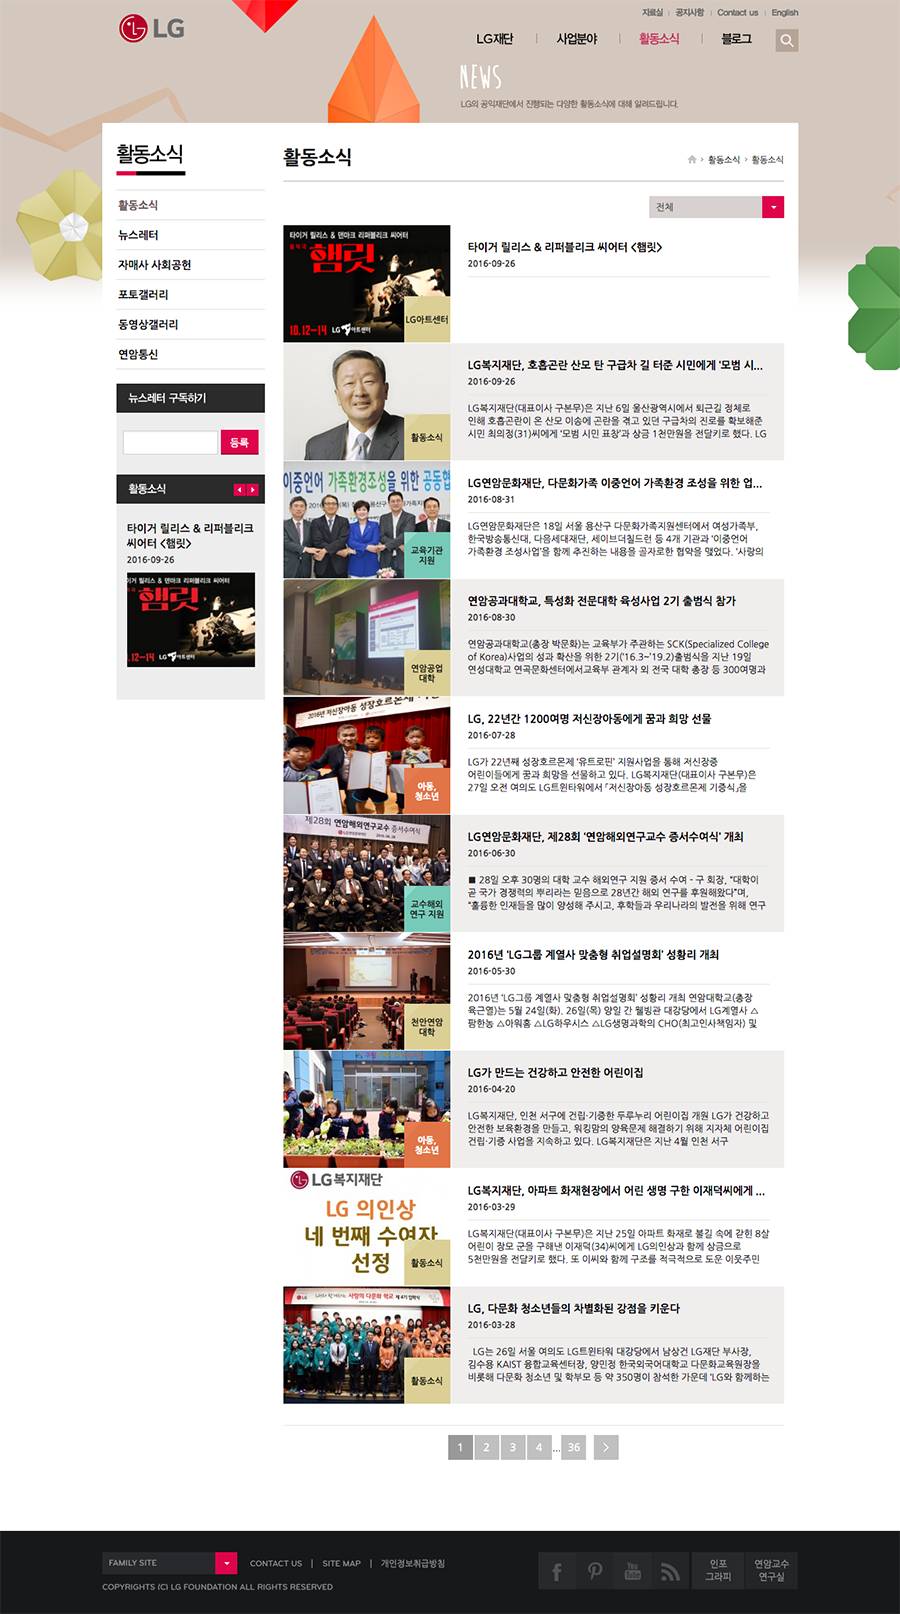 LG
자료실
공지사항
Contact us
English
LG재단
사업분야
활동소식
블로그
NEWS
LG의 공익재단에서 진행되는 다양한 활동소식에 대해 알려드립니다.
활동소식
활동소식
뉴스레터
자매사 사회공헌
포토갤러리
동영상갤러리
연암통신
뉴스레터 구독하기
등록
활동소식
타이거 릴리스 & 리퍼블리크
씨어터 <햄릿>
2016-09-26
햄릿
LG아트센터
활동소식
활동소식 > 활동소식
전체
타이거 릴리스 & 덴마크 리퍼블리크 씨어터
햄릿
10.12—14 LG아트센터
LG아트센터
타이거 릴리스 & 리퍼블리크 씨어터 <햄릿>
2016-09-26
활동소식
LG복지재단, 호흡곤란 산모 탄 구급차 길 터준 시민에게 '모범 시...
2016-09-26
LG복지재단(대표이사 구본무)은 지난 6일 울산광역시에서 퇴근길 정체로
인해 호흡곤란이 온 산모 이송에 곤란을 겪고 있던 구급차의 진로를 확보해준
시민 최의정(31)씨에게 '모범 시민 표창'과 상금 1천만원을 전달키로 했다. LG
이중언어 가족환경조성을 위한 공동협
교육기관
지원
LG연암문화재단, 다문화가족 이중언어 가족환경 조성을 위한 업...
2016-08-31
LG연암문화재단은 18일 서울 용산구 다문화가족지원센터에서 여성가족부,
한국방송통신대, 다음세대재단, 세이브더칠드런 등 4개 기관과 '이중언어
가족환경 조성사업'을 함께 추진하는 내용을 골자로한 협약을 맺었다. '사랑의
연암공업
대학
연암공과대학교, 특성화 전문대학 육성사업 2기 출범식 참가
2016-08-30
연암공과대학교(총장 박문화)는 교육부가 주관하는 SCK(Specialized College
of Korea)사업의 성과 확산을 위한 2기('16.3~'19.2)출범식을 지난 19일
연성대학교 연곡문화센터에서교육부 관계자 외 전국 대학 총장 등 300여명과
2016년 저신장아동 성장호르몬제
아동,
청소년
LG, 22년간 1200여명 저신장아동에게 꿈과 희망 선물
2016-07-28
LG가 22년째 성장호르몬제 '유트로핀' 지원사업을 통해 저신장증
어린이들에게 꿈과 희망을 선물하고 있다. LG복지재단(대표이사 구본무)은
27일 오전 여의도 LG트윈타워에서 「저신장아동 성장호르몬제 기증식」을
제28회 연암해외연구교수 증서수여식
교수해외
연구 지원
LG연암문화재단, 제28회 '연암해외연구교수 증서수여식' 개최
2016-06-30
■ 28일 오후 30명의 대학 교수 해외연구 지원 증서 수여 - 구 회장, "대학이
곧 국가 경쟁력의 뿌리라는 믿음으로 28년간 해외 연구를 후원해왔다"며,
"훌륭한 인재들을 많이 양성해 주시고, 후학들과 우리나라의 발전을 위해 연구
천안연암
대학
2016년 'LG그룹 계열사 맞춤형 취업설명회' 성황리 개최
2016-05-30
2016년 'LG그룹 계열사 맞춤형 취업설명회' 성황리 개최 연암대학교(총장
육근열)는 5월 24일(화). 26일(목) 양일 간 웰빙관 대강당에서 LG계열사 △
팜한농 △아워홈 △LG하우시스 △LG생명과학의 CHO(최고인사책임자) 및
아동,
청소년
LG가 만드는 건강하고 안전한 어린이집
2016-04-20
LG복지재단, 인천 서구에 건립·기증한 두루누리 어린이집 개원 LG가 건강하고
안전한 보육환경을 만들고, 워킹맘의 양육문제 해결하기 위해 지자체 어린이집
건립·기증 사업을 지속하고 있다. LG복지재단은 지난 4월 인천 서구
LG복지재단
LG 의인상
네 번째 수여자
선정
활동소식
LG복지재단, 아파트 화재현장에서 어린 생명 구한 이재덕씨에게 ...
2016-03-29
LG복지재단(대표이사 구본무)은 지난 25일 아파트 화재로 불길 속에 갇힌 8살
어린이 장모 군을 구해낸 이재덕(34)씨에게 LG의인상과 함께 상금으로
5천만원을 전달키로 했다. 또 이씨와 함께 구조를 적극적으로 도운 이웃주민
사랑의 다문화 학교 제4기 입학식
활동소식
LG, 다문화 청소년들의 차별화된 강점을 키운다
2016-03-28
LG는 26일 서울 여의도 LG트윈타워 대강당에서 남상건 LG재단 부사장,
김수용 KAIST 융합교육센터장, 양민정 한국외국어대학교 다문화교육원장을
비롯해 다문화 청소년 및 학부모 등 약 350명이 참석한 가운데 'LG와 함께하는
1 2 3 4 ... 36 >
FAMILY SITE
CONTACT US | SITE MAP | 개인정보취급방침
COPYRIGHTS (C) LG FOUNDATION ALL RIGHTS RESERVED
You Tube
인포
그라피
연암교수
연구실